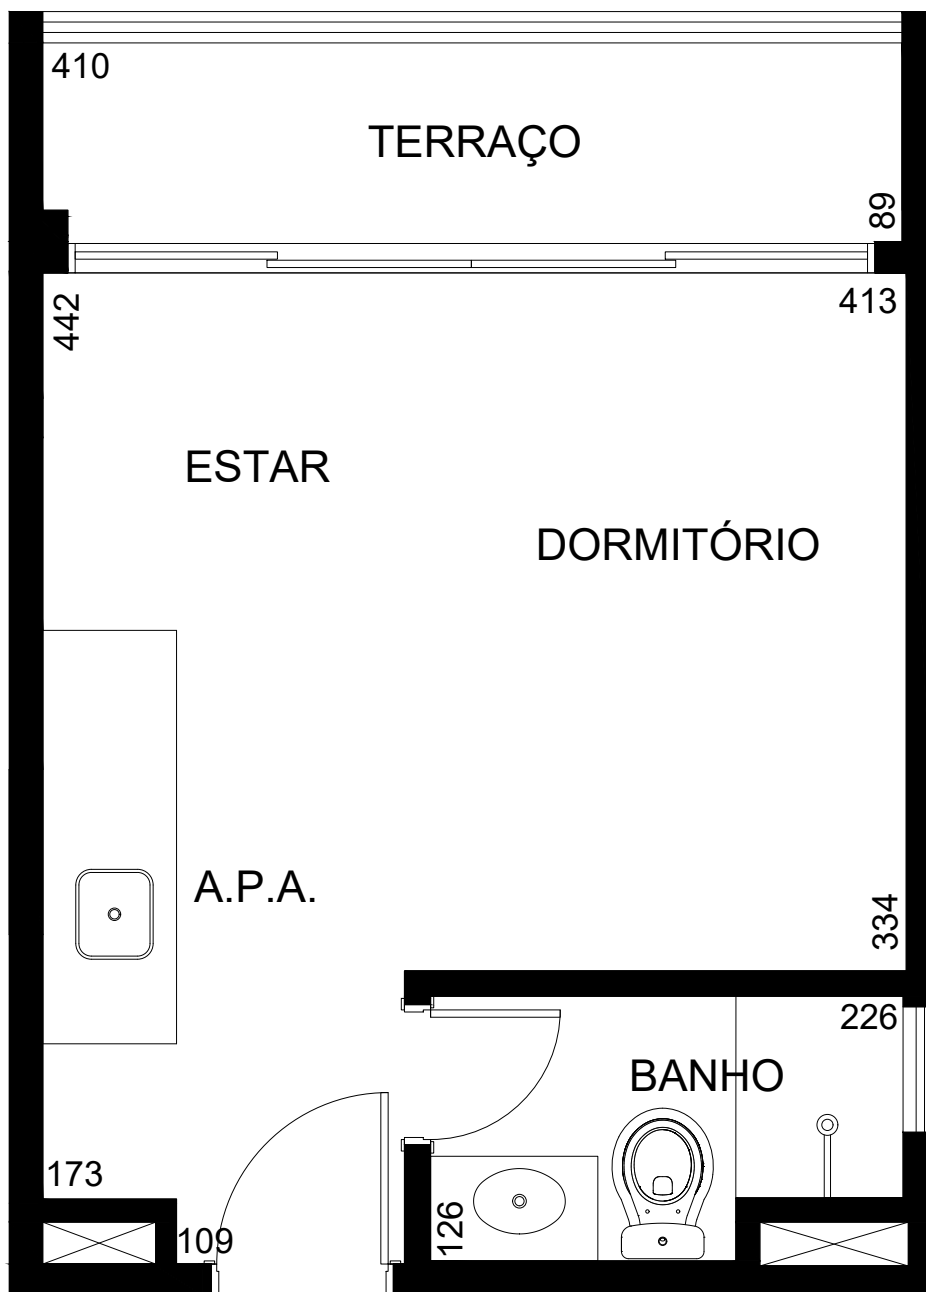 410
TERRAÇO
89
442
413
ESTAR
DORMITÓRIO
A.P.A.
334
226
BANHO
173
109
126